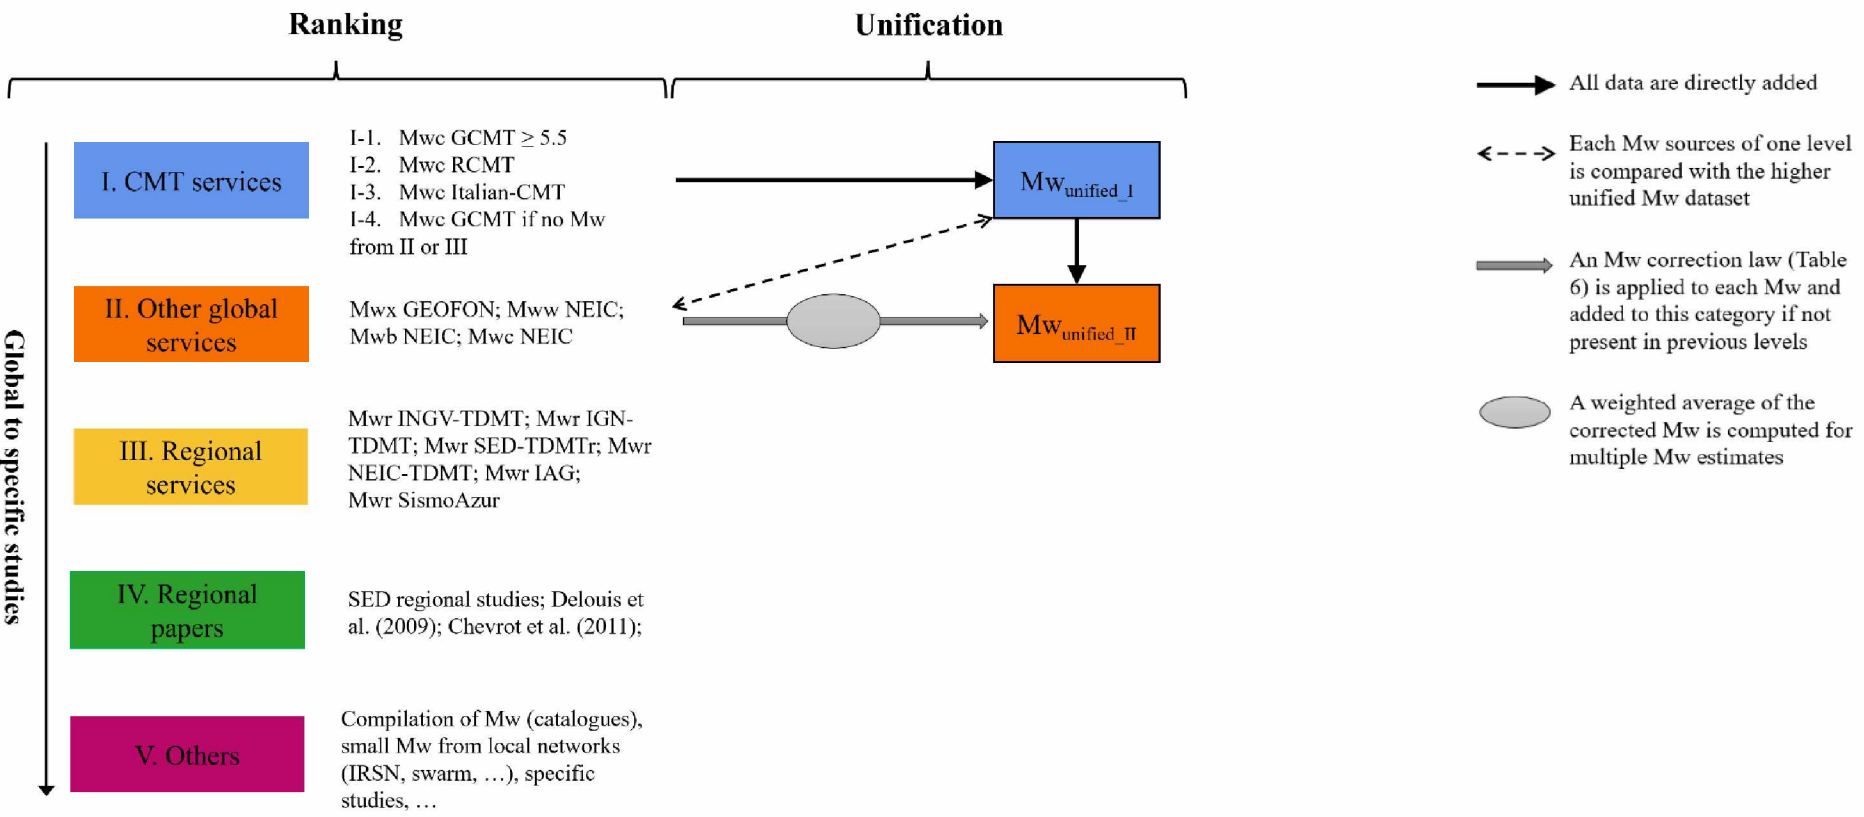 Ranking
Unification
Global to specific studies
I. CMT services
I-1. Mwc GCMT ≥ 5.5
I-2. Mwc RCMT
I-3. Mwc Italian-CMT
I-4. Mwc GCMT if no Mw
from II or III
Mwunified_I
II. Other global
services
Mwx GEOFON; Mww NEIC;
Mwb NEIC; Mwc NEIC
Mwunified_II
III. Regional
services
Mwr INGV-TDMT; Mwr IGN-
TDMT; Mwr SED-TDMTr; Mwr
NEIC-TDMT; Mwr IAG;
Mwr SismoAzur
IV. Regional
papers
SED regional studies; Delouis et
al. (2009); Chevrot et al. (2011);
V. Others
Compilation of Mw (catalogues),
small Mw from local networks
(IRSN, swarm, …), specific
studies, …
All data are directly added
Each Mw sources of one level
is compared with the higher
unified Mw dataset
An Mw correction law (Table
6) is applied to each Mw and
added to this category if not
present in previous levels
A weighted average of the
corrected Mw is computed for
multiple Mw estimates